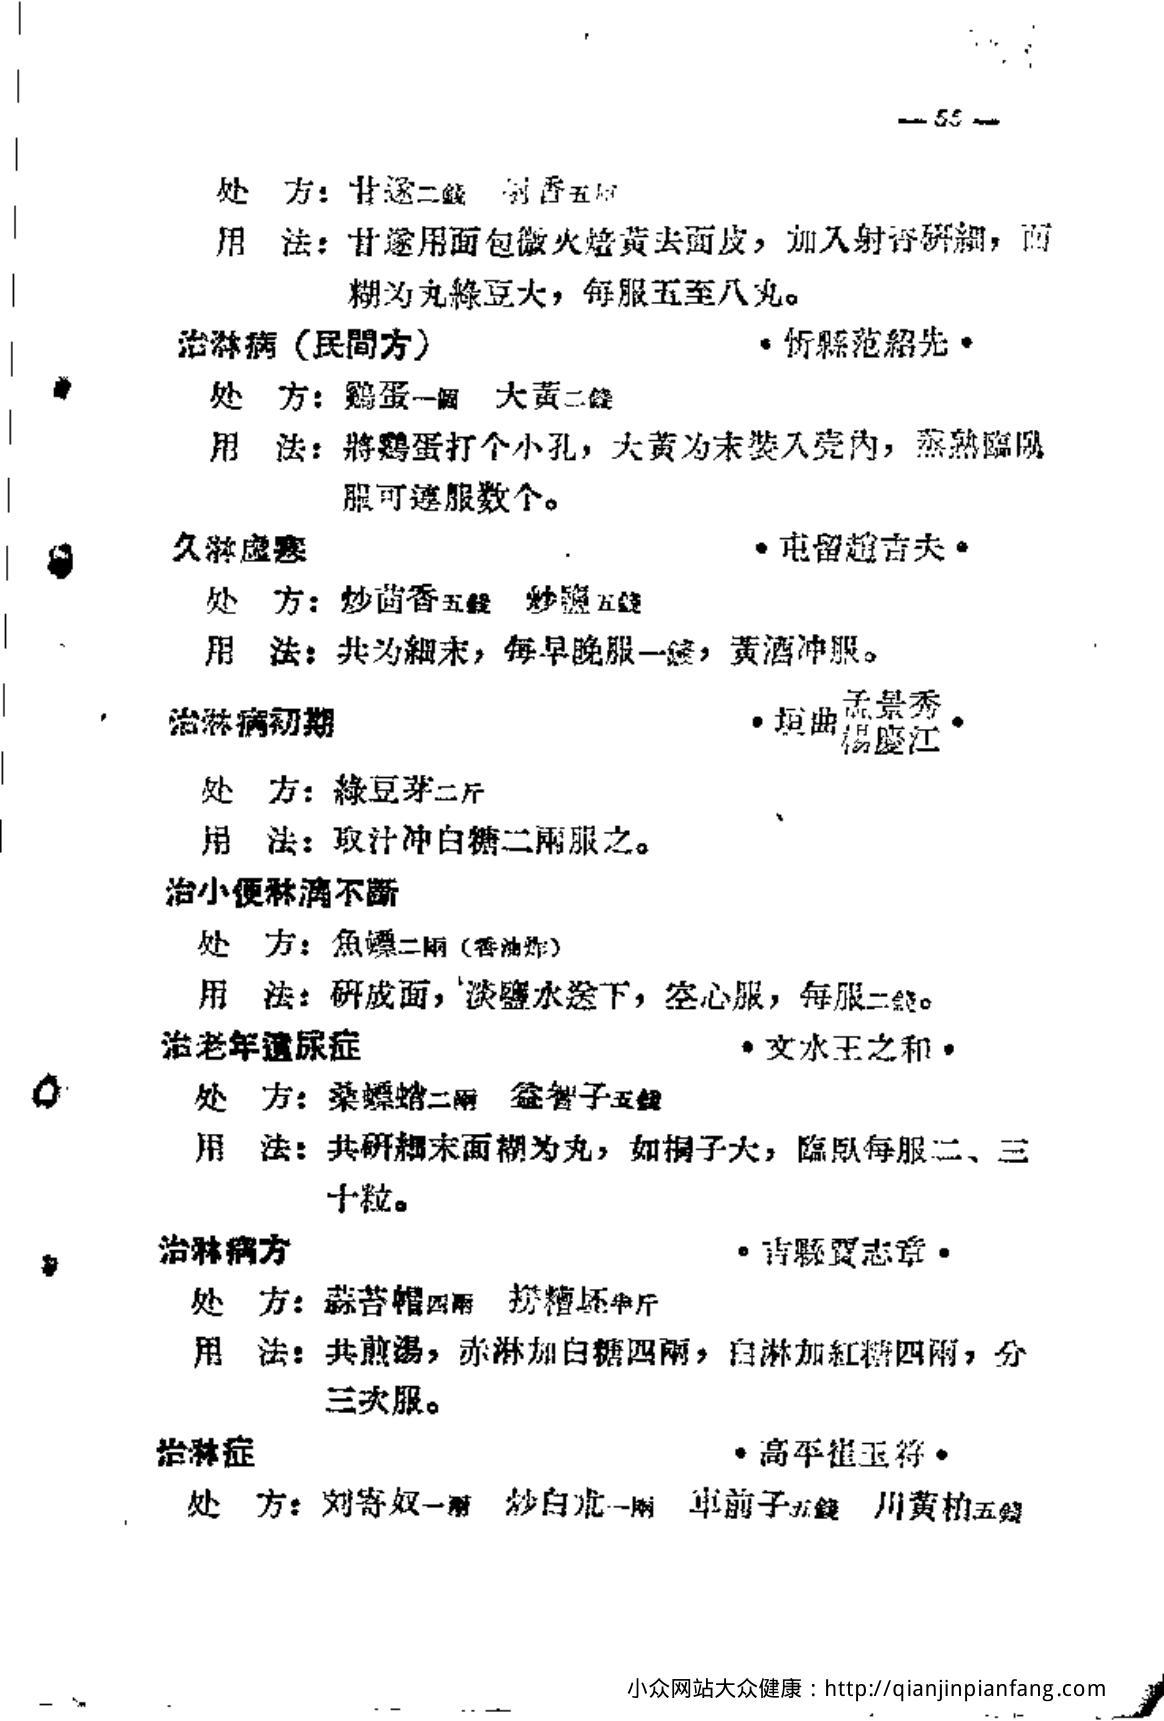 — 55 —
处 方：甘遂二錢 射香五
用 法：甘遂用面包微火焙黃去面皮，加入射香研細，面
糊为丸綠豆大，每服五至八丸。
治淋病（民間方） •忻縣范紹先•
处 方：鷄蛋一個 大黃二錢
用 法：將鷄蛋打个小孔，大黃为末裝入壳內，蒸熟臨臥
服可連服数个。
久淋虛寒 •屯留趙吉夫•
处 方：炒茴香五錢 炒鹽五錢
用 法：共为細末，每早晚服一錢，黃酒冲服。
治淋病初期 •垣曲孟景秀 楊慶江•
处 方：綠豆芽二斤
用 法：取汁冲白糖二兩服之。
治小便淋漓不斷
处 方：魚螵二兩（香油炸）
用 法：研成面，淡鹽水送下，空心服，每服二錢。
治老年遺尿症 •文水王之和•
处 方：桑螵蛸二兩 益智子五錢
用 法：共研細末面糊为丸，如桐子大，臨臥每服二、三
十粒。
治淋病方 •吉縣賈志章•
处 方：蒜苔帽四兩 撈糟坯半斤
用 法：共煎湯，赤淋加白糖四兩，白淋加紅糖四兩，分
三次服。
治淋症 •高平崔玉符•
处 方：刘寄奴一兩 炒白朮一兩 車前子五錢 川黄柏五錢
小众网站大众健康：http://qianjinpianfang.com